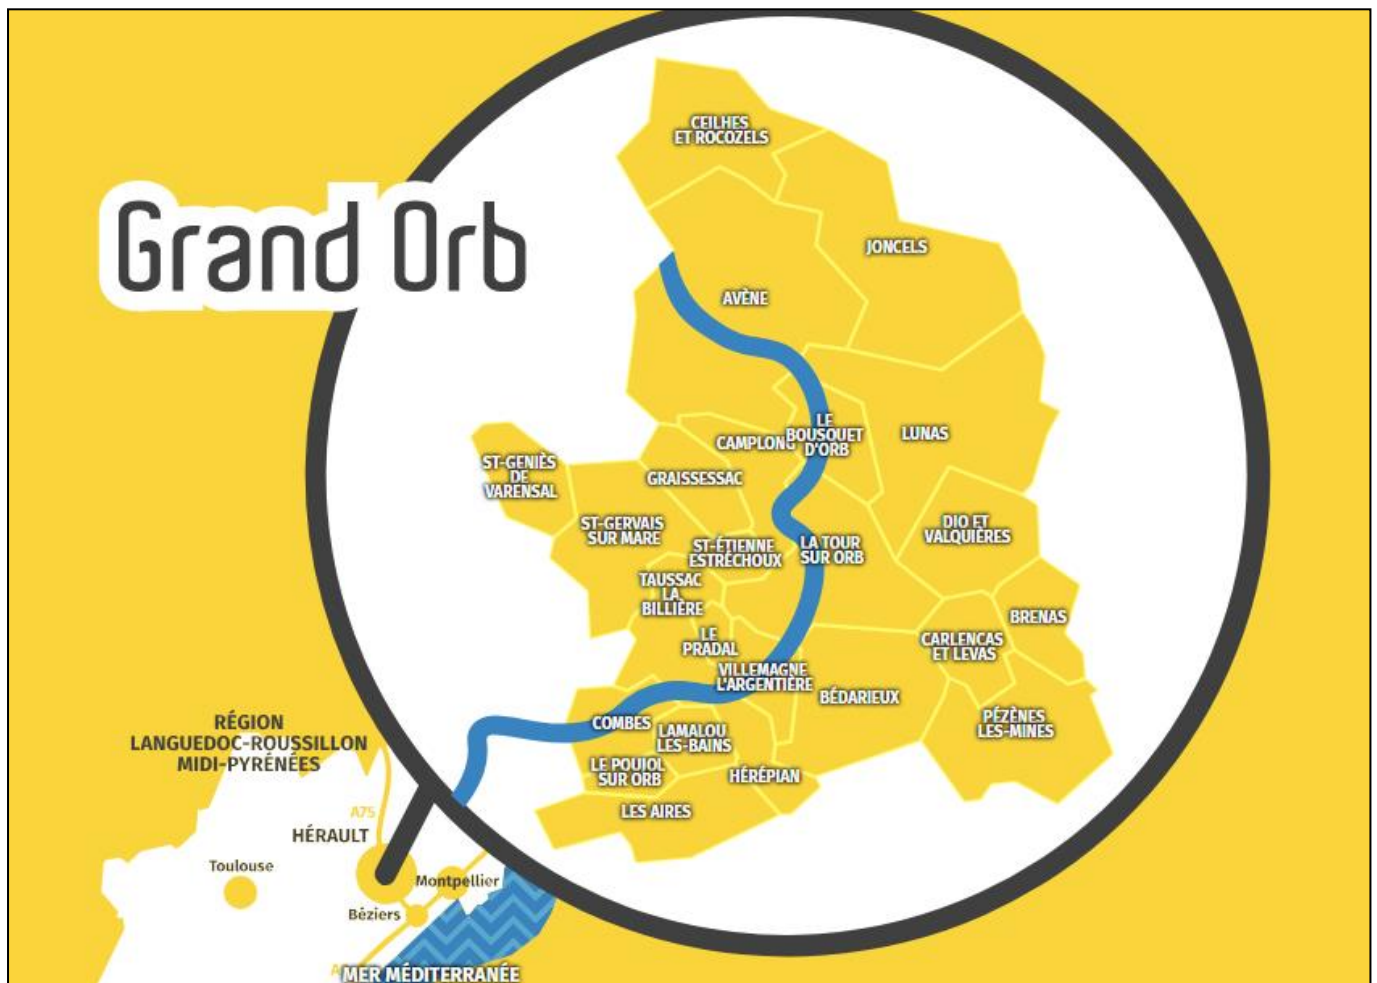 Grand Orb
CEILHES
ET ROCOZELS
JONCELS
AVÈNE
LE
BOUSQUET
D'ORB
CAMPLONG
LUNAS
ST-GENIÈS
DE
VARENSAL
GRAISSESSAC
ST-GERVAIS
SUR MARE
ST-ÉTIENNE
ESTRÉCHOUX
LA TOUR
SUR ORB
DIO ET
VALQUIÈRES
TAUSSAC
LA
BILLIÈRE
BRENAS
LE
PRADAL
CARLENCAS
ET LEVAS
VILLEMAGNE
L'ARGENTIÈRE
BÉDARIEUX
COMBES
LAMALOU
LES-BAINS
PÉZÈNES
LES-MINES
LE POUJOL
SUR ORB
HÉRÉPIAN
LES AIRES
RÉGION
LANGUEDOC-ROUSSILLON
MIDI-PYRÉNÉES
A75
HÉRAULT
Toulouse
Montpellier
Béziers
MER MÉDITERRANÉE